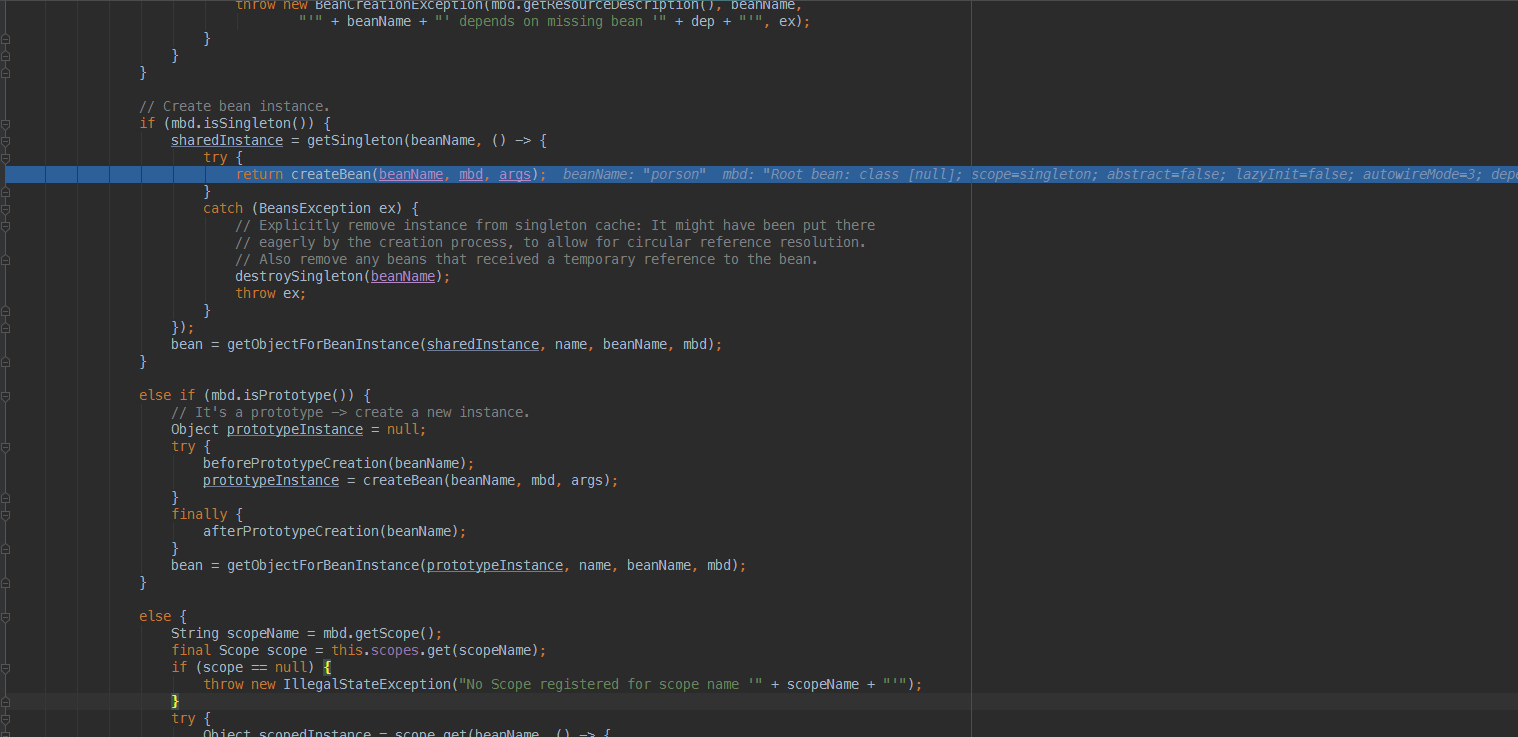 throw new BeanCreationException(mbd.getResourceDescription(), beanName,
"'" + beanName + "' depends on missing bean '" + dep + "'", ex);
}
}
}
// Create bean instance.
if (mbd.isSingleton()) {
sharedInstance = getSingleton(beanName, () -> {
try {
return createBean(beanName, mbd, args); beanName: "porson" mbd: "Root bean: class [null]; scope=singleton; abstract=false; lazyInit=false; autowireMode=3; depe
}
catch (BeansException ex) {
// Explicitly remove instance from singleton cache: It might have been put there
// eagerly by the creation process, to allow for circular reference resolution.
// Also remove any beans that received a temporary reference to the bean.
destroySingleton(beanName);
throw ex;
}
});
bean = getObjectForBeanInstance(sharedInstance, name, beanName, mbd);
}
else if (mbd.isPrototype()) {
// It's a prototype -> create a new instance.
Object prototypeInstance = null;
try {
beforePrototypeCreation(beanName);
prototypeInstance = createBean(beanName, mbd, args);
}
finally {
afterPrototypeCreation(beanName);
}
bean = getObjectForBeanInstance(prototypeInstance, name, beanName, mbd);
}
else {
String scopeName = mbd.getScope();
final Scope scope = this.scopes.get(scopeName);
if (scope == null) {
throw new IllegalStateException("No Scope registered for scope name '" + scopeName + "'");
}
try {
Object scopedInstance = scope.get(beanName, () -> {